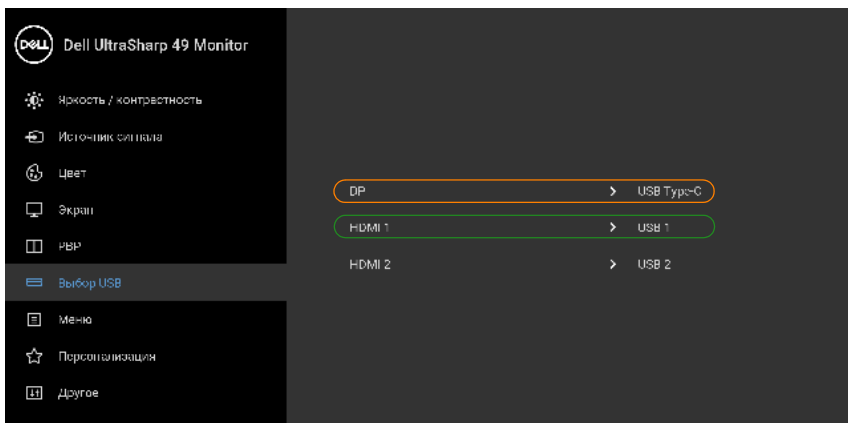 DELL Dell UltraSharp 49 Monitor
Яркость / контрастность
Источник сигнала
Цвет
Экран
PBP
Выбор USB
Меню
Персонализация
Другое
DP > USB Type-C
HDMI 1 > USB 1
HDMI 2 > USB 2